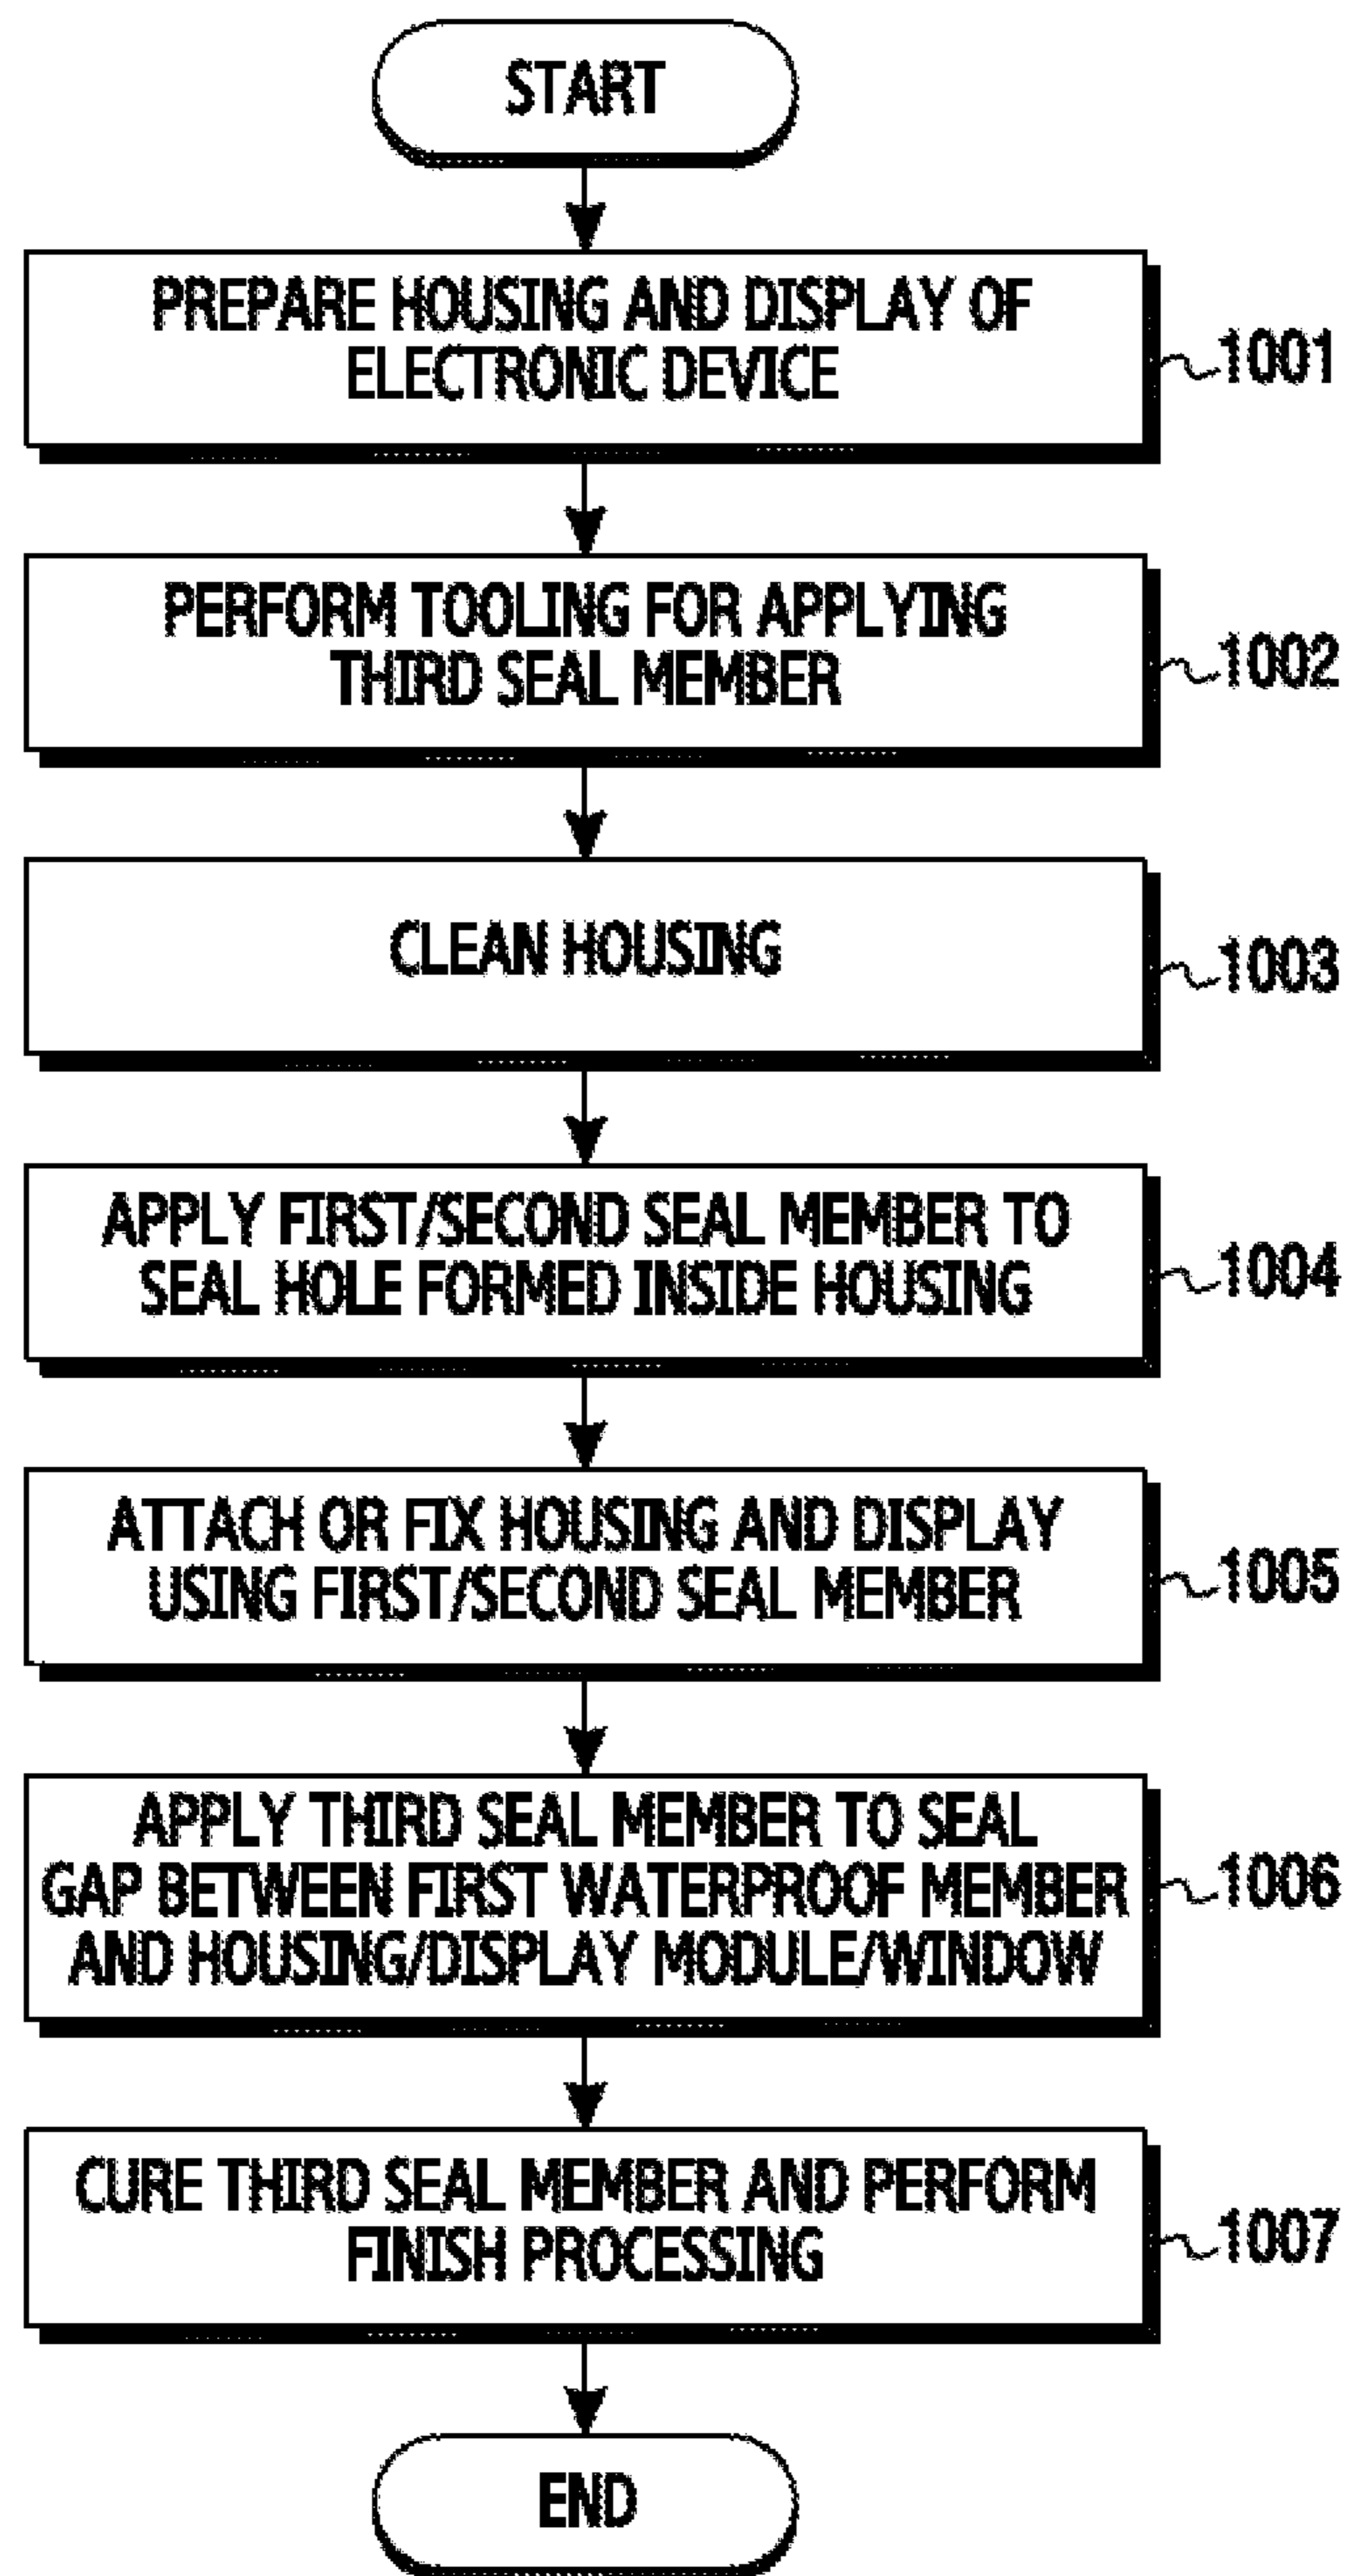 START
PREPARE HOUSING AND DISPLAY OF
ELECTRONIC DEVICE
1001
PERFORM TOOLING FOR APPLYING
THIRD SEAL MEMBER
1002
CLEAN HOUSING
1003
APPLY FIRST/SECOND SEAL MEMBER TO
SEAL HOLE FORMED INSIDE HOUSING
1004
ATTACH OR FIX HOUSING AND DISPLAY
USING FIRST/SECOND SEAL MEMBER
1005
APPLY THIRD SEAL MEMBER TO SEAL
GAP BETWEEN FIRST WATERPROOF MEMBER
AND HOUSING/DISPLAY MODULE/WINDOW
1006
CURE THIRD SEAL MEMBER AND PERFORM
FINISH PROCESSING
1007
END